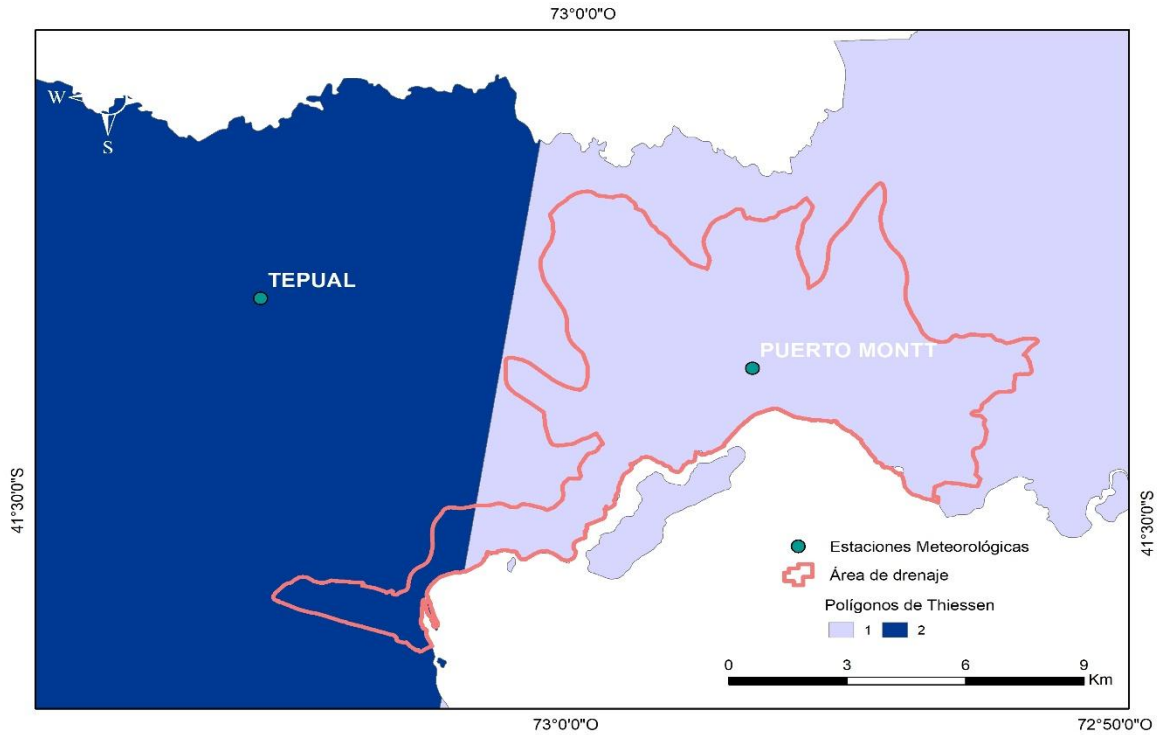 73°0'0"O
W
S
TEPUAL
PUERTO MONTT
41°30'0"S
41°30'0"S
Estaciones Meteorológicas
Área de drenaje
Polígonos de Thiessen
1 2
0 3 6 9
Km
73°0'0"O
72°50'0"O